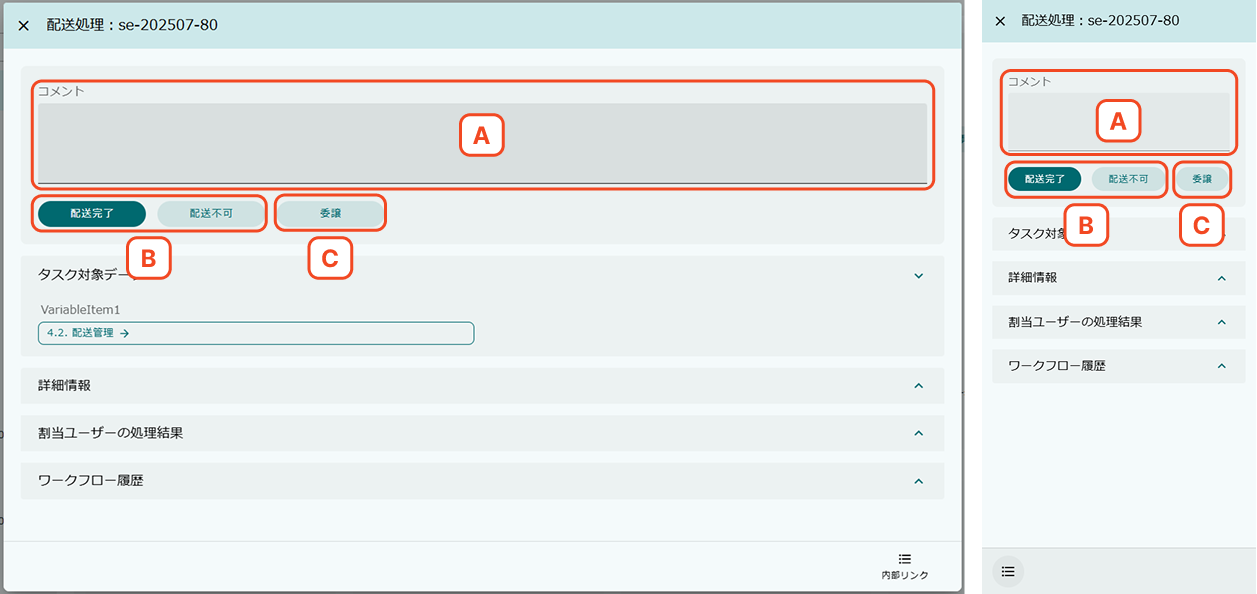 配送処理：se-202507-80
コメント
A
配送完了
配送不可
委譲
B
C
タスク対象デー
VariableItem1
4.2. 配送管理 →
詳細情報
割当ユーザーの処理結果
ワークフロー履歴
内部リンク
配送処理：se-202507-80
コメント
A
配送完了
配送不可
委譲
B
C
タスク対象
詳細情報
割当ユーザーの処理結果
ワークフロー履歴